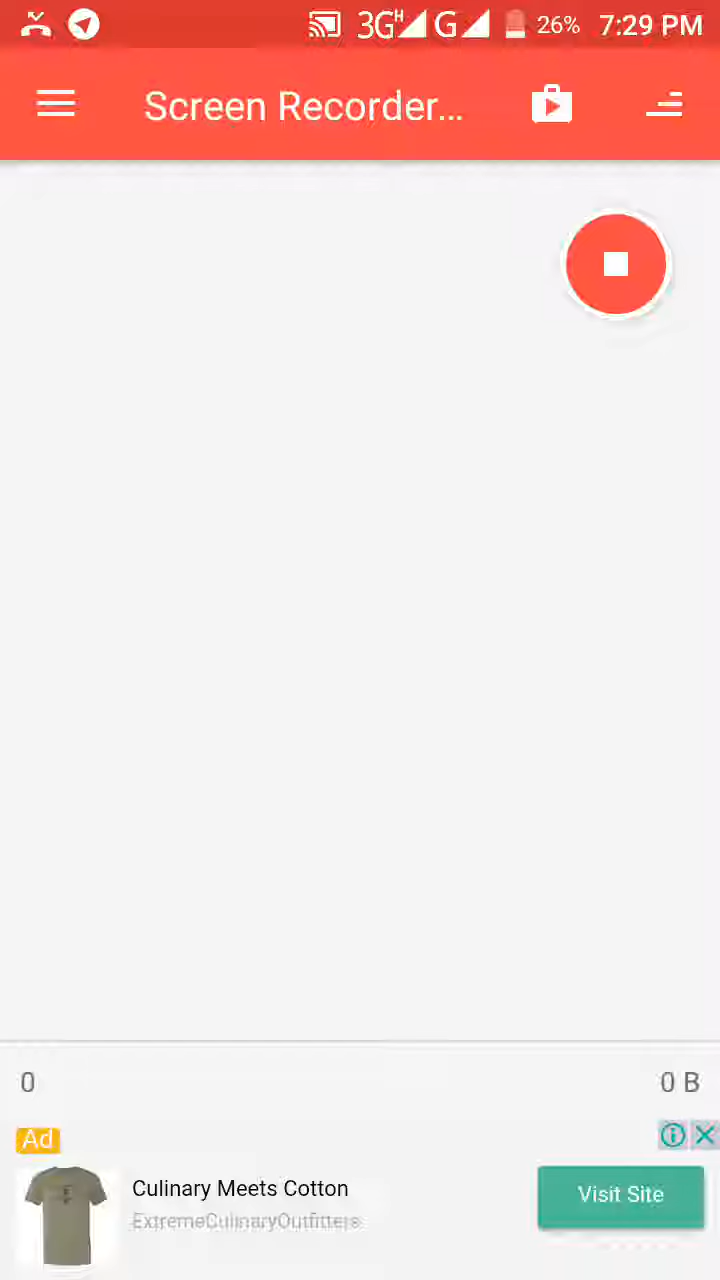 3G H G 26% 7:29 PM
Screen Recorder...
0 0 B
Ad
Culinary Meets Cotton
ExtremeCulinaryOutfitters
Visit Site